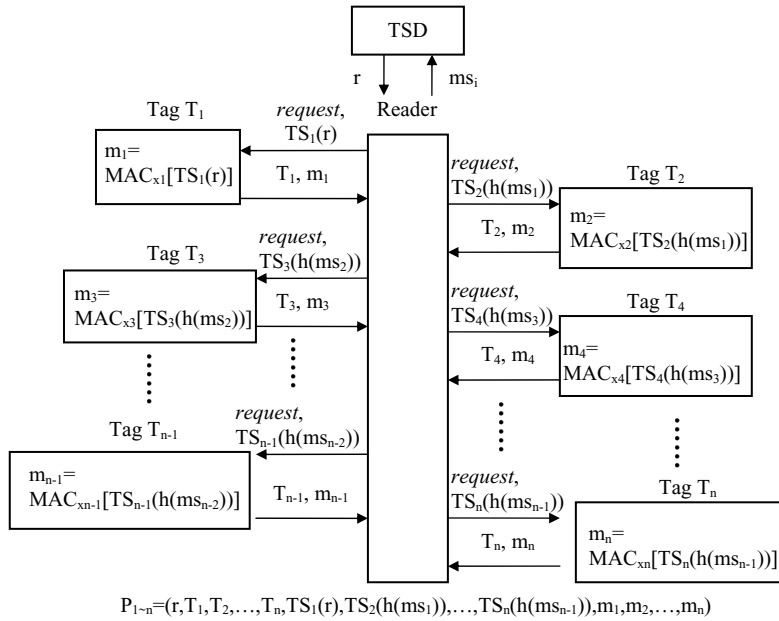 TSD
r
msᵢ
Reader
Tag T₁
request,
TS₁(r)
m₁=
MACₓ₁[TS₁(r)]
T₁, m₁
request,
TS₂(h(ms₁))
Tag T₂
m₂=
MACₓ₂[TS₂(h(ms₁))]
T₂, m₂
Tag T₃
request,
TS₃(h(ms₂))
m₃=
MACₓ₃[TS₃(h(ms₂))]
T₃, m₃
request,
TS₄(h(ms₃))
Tag T₄
m₄=
MACₓ₄[TS₄(h(ms₃))]
T₄, m₄
Tag Tₙ₋₁
request,
TSₙ₋₁(h(msₙ₋₂))
mₙ₋₁=
MACₓₙ₋₁[TSₙ₋₁(h(msₙ₋₂))]
Tₙ₋₁, mₙ₋₁
request,
TSₙ(h(msₙ₋₁))
Tag Tₙ
mₙ=
MACₓₙ[TSₙ(h(msₙ₋₁))]
Tₙ, mₙ
P₁~ₙ=(r,T₁,T₂,…,Tₙ,TS₁(r),TS₂(h(ms₁)),…,TSₙ(h(msₙ₋₁)),m₁,m₂,…,mₙ)